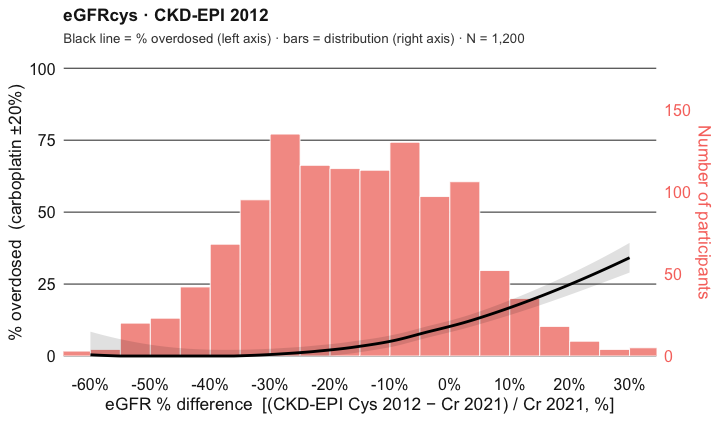 eGFRcys · CKD-EPI 2012
Black line = % overdosed (left axis) · bars = distribution (right axis) · N = 1,200
% overdosed (carboplatin ±20%)
100
75
50
25
0
150
100
50
0
Number of participants
-60% -50% -40% -30% -20% -10% 0% 10% 20% 30%
eGFR % difference [(CKD-EPI Cys 2012 − Cr 2021) / Cr 2021, %]